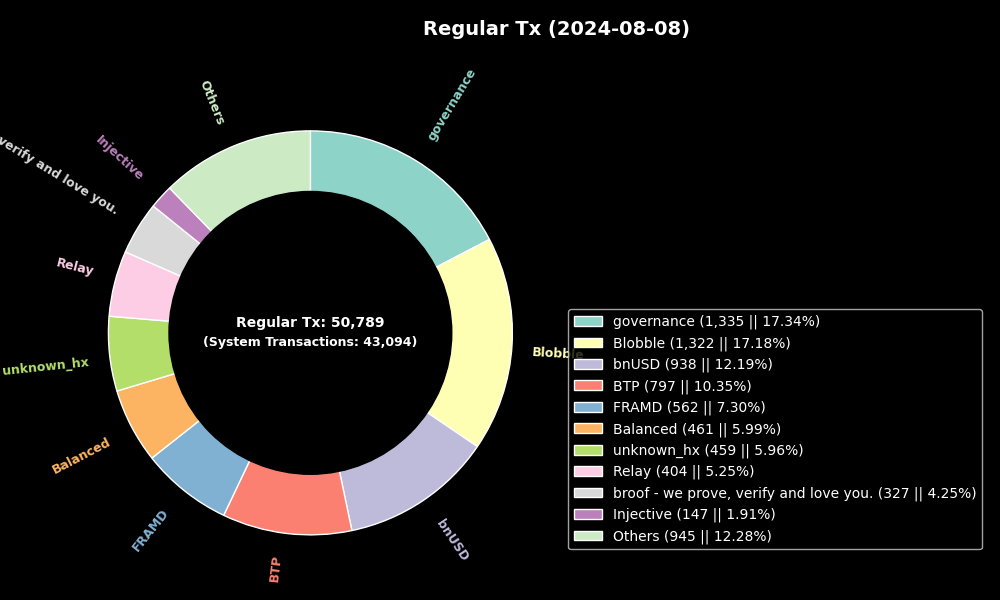 Regular Tx (2024-08-08)
governance
Others
Injective
verify and love you.
Relay
unknown_hx
Balanced
FRAMD
BTP
bnUSD
Blobble
Regular Tx: 50,789
(System Transactions: 43,094)
governance (1,335 || 17.34%)
Blobble (1,322 || 17.18%)
bnUSD (938 || 12.19%)
BTP (797 || 10.35%)
FRAMD (562 || 7.30%)
Balanced (461 || 5.99%)
unknown_hx (459 || 5.96%)
Relay (404 || 5.25%)
broof - we prove, verify and love you. (327 || 4.25%)
Injective (147 || 1.91%)
Others (945 || 12.28%)